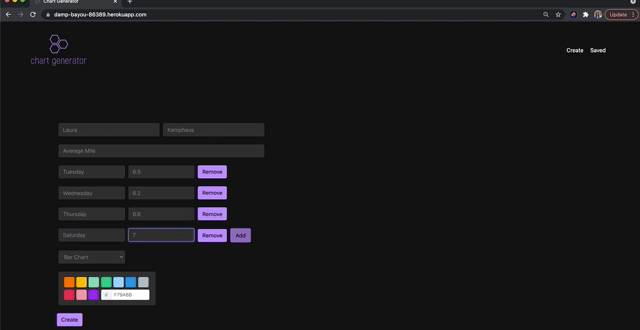 Chart Generator
damp-bayou-86389.herokuapp.com
Update
chart generator
Create Saved
Laura Kamphaus
Average Mile
Tuesday 6.5 Remove
Wednesday 6.2 Remove
Thursday 6.8 Remove
Saturday 7 Remove Add
Bar Chart
# F78A6B
Create